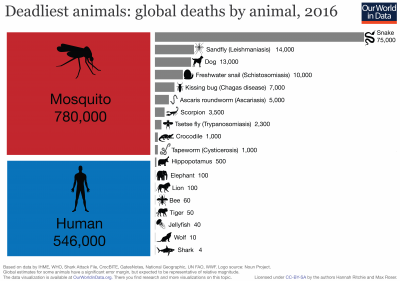 Deadliest animals: global deaths by animal, 2016
Our World
in Data
Mosquito
780,000
Human
546,000
Snake
75,000
Sandfly (Leishmaniasis) 14,000
Dog 13,000
Freshwater snail (Schistosomiasis) 10,000
Kissing bug (Chagas disease) 7,000
Ascaris roundworm (Ascariasis) 5,000
Scorpion 3,500
Tsetse fly (Trypanosomiasis) 2,300
Crocodile 1,000
Tapeworm (Cysticerosis) 1,000
Hippopotamus 500
Elephant 100
Lion 100
Bee 60
Tiger 50
Jellyfish 40
Wolf 10
Shark 4
Based on data by IHME, WHO, Shark Attack File, CrocBITE, GatesNotes, National Geographic, UN FAO, WWF. Logo source: Noun Project.
Global estimates for some animals have a significant error margin, but expected to be representative of relative magnitude.
The data visualization is available at OurWorldinData.org. There you find research and more visualizations on this topic.
Licensed under CC-BY-SA by the authors Hannah Ritchie and Max Roser.